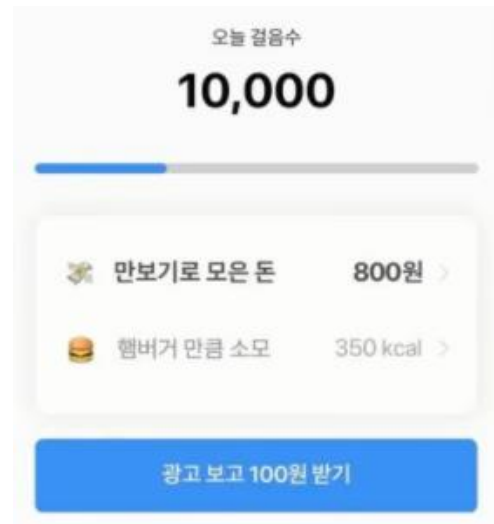 오늘 걸음수
10,000
만보기로 모은 돈 800원
햄버거 만큼 소모 350 kcal
광고 보고 100원 받기